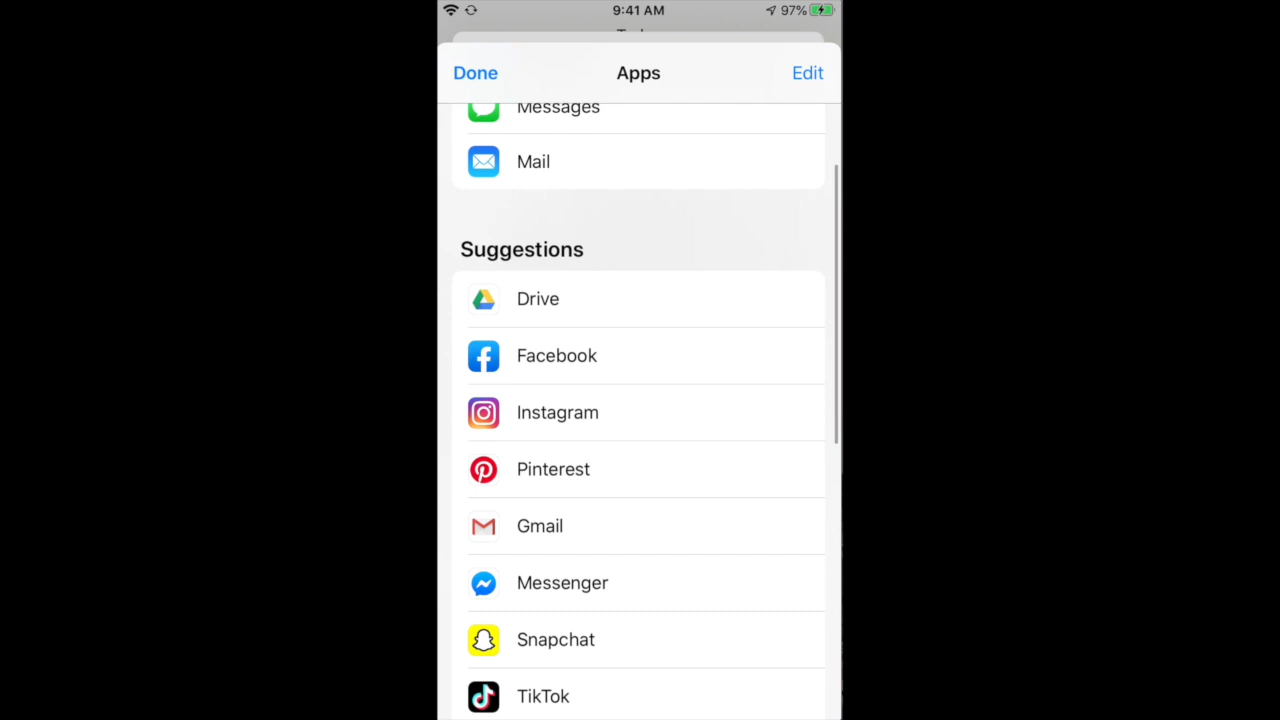 9:41 AM
97%
Done
Apps
Edit
Messages
Mail
Suggestions
Drive
Facebook
Instagram
Pinterest
Gmail
Messenger
Snapchat
TikTok